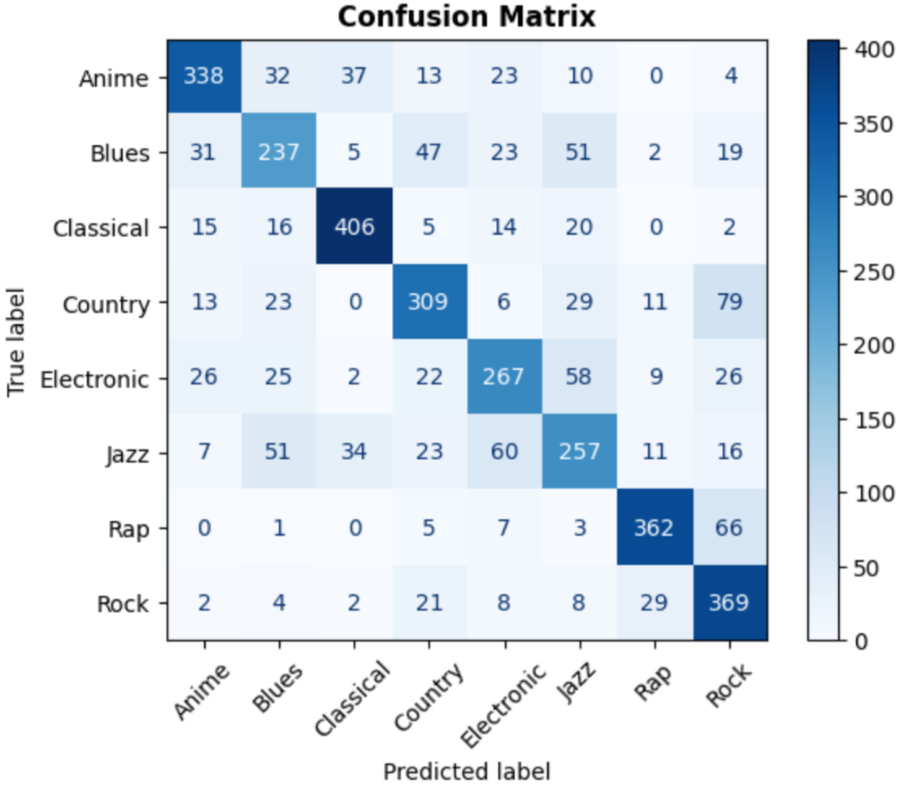 Confusion Matrix
Anime 338 32 37 13 23 10 0 4
Blues 31 237 5 47 23 51 2 19
Classical 15 16 406 5 14 20 0 2
Country 13 23 0 309 6 29 11 79
Electronic 26 25 2 22 267 58 9 26
Jazz 7 51 34 23 60 257 11 16
Rap 0 1 0 5 7 3 362 66
Rock 2 4 2 21 8 8 29 369
Anime Blues Classical Country Electronic Jazz Rap Rock
Predicted label
True label
400
350
300
250
200
150
100
50
0